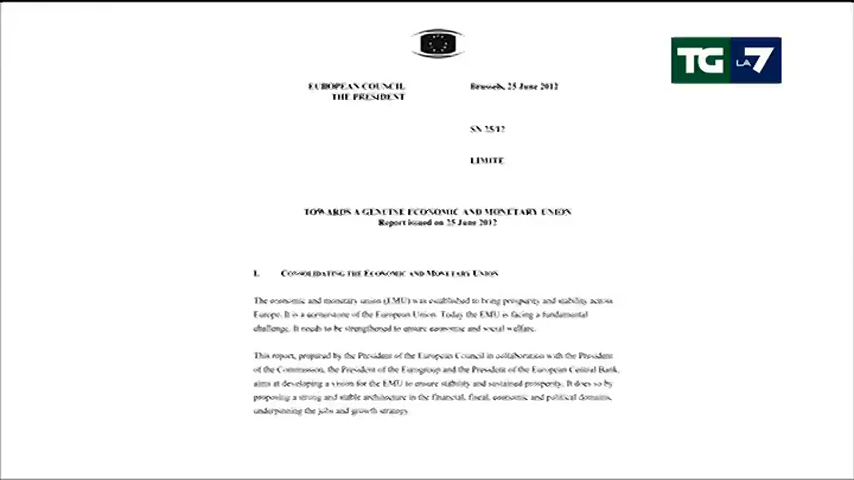 TG LA 7
EUROPEAN COUNCIL
THE PRESIDENT
Brussels, 25 June 2012
SN 25/12
LIMITE
TOWARDS A GENUINE ECONOMIC AND MONETARY UNION
Report issued on 25 June 2012
I. CONSOLIDATING THE ECONOMIC AND MONETARY UNION
The economic and monetary union (EMU) was established to bring prosperity and stability across
Europe. It is a cornerstone of the European Union. Today the EMU is facing a fundamental
challenge. It needs to be strengthened to ensure economic and social welfare.
This report, prepared by the President of the European Council in collaboration with the President
of the Commission, the President of the Eurogroup and the President of the European Central Bank,
aims at developing a vision for the EMU to ensure stability and sustained prosperity. It does so by
proposing a strong and stable architecture in the financial, fiscal, economic and political domains,
underpinning the jobs and growth strategy.